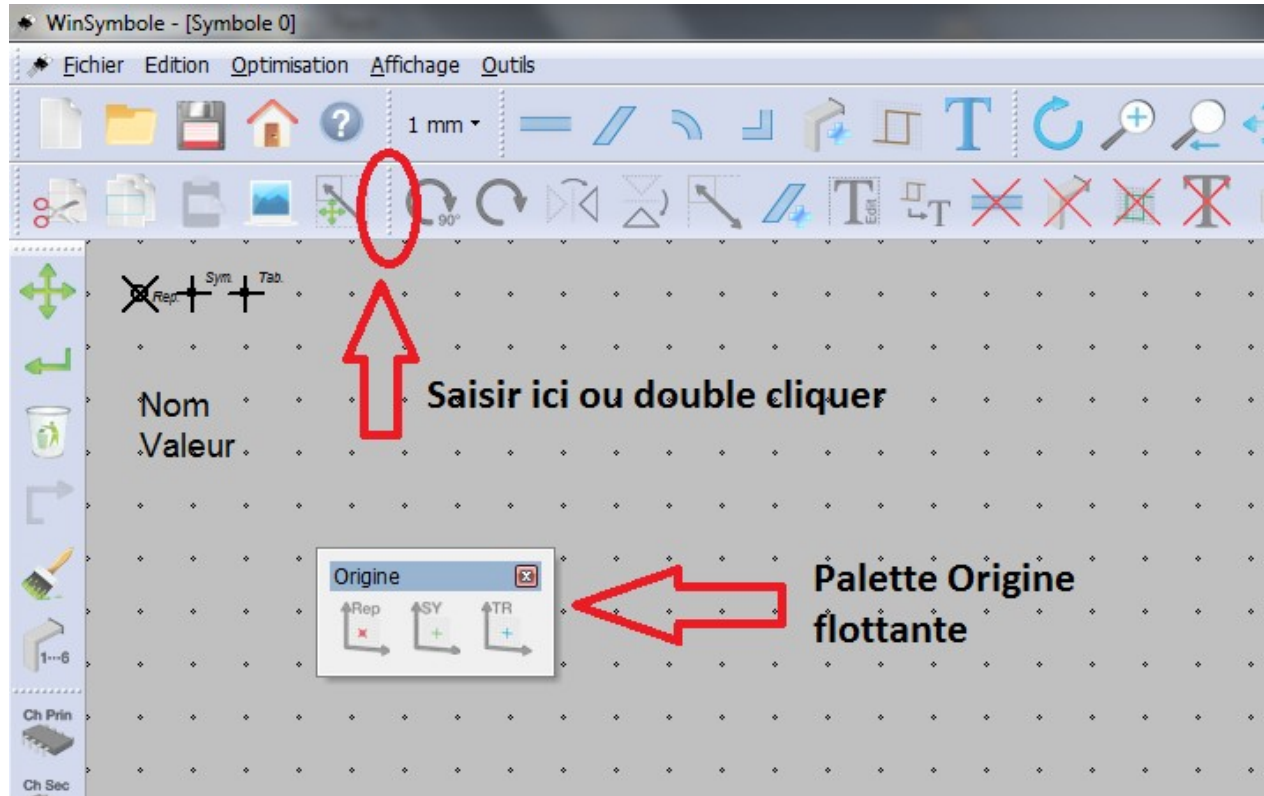 WinSymbole - [Symbole 0]
Fichier Edition Optimisation Affichage Outils
? 1 mm T
90° T Edit T T
Rep. Sym. Tab.
Nom
Valeur
Saisir ici ou double cliquer
Origine
Rep SY TR
Palette Origine
flottante
1---6
Ch Prin
Ch Sec